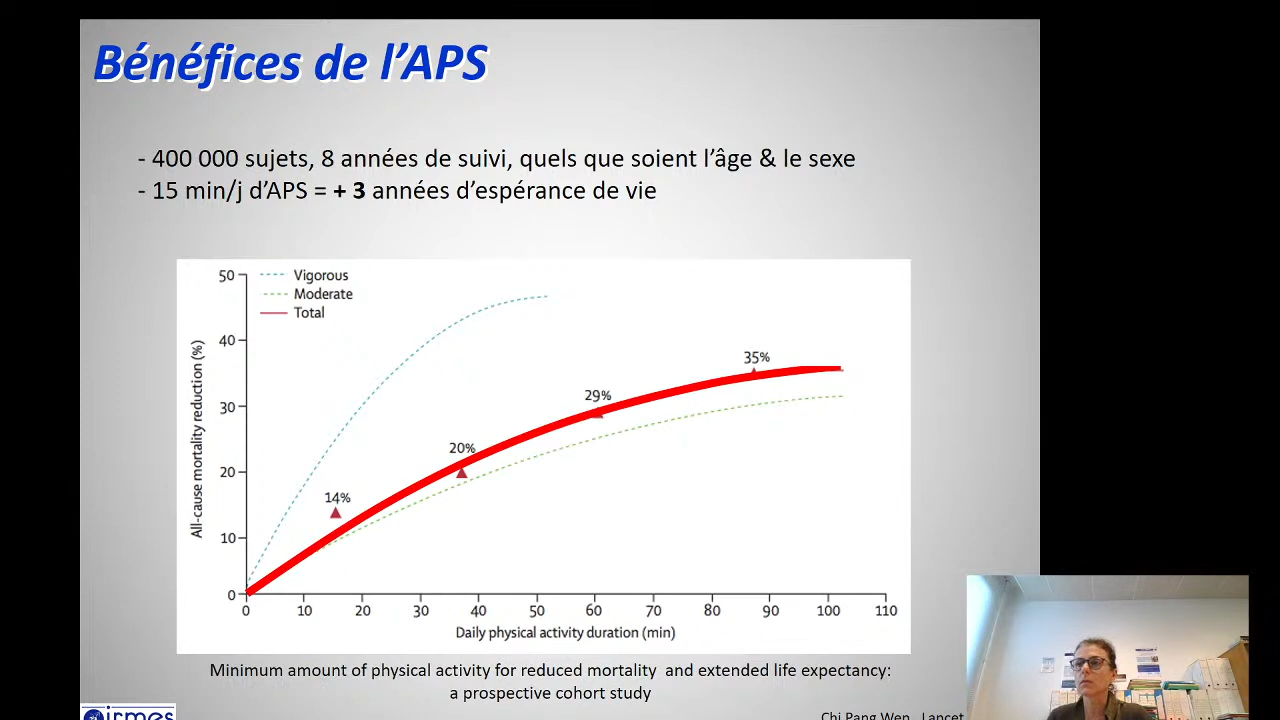 Bénéfices de l'APS
- 400 000 sujets, 8 années de suivi, quels que soient l'âge & le sexe
- 15 min/j d'APS = + 3 années d'espérance de vie
50
40
30
20
10
0
All-cause mortality reduction (%)
Vigorous
Moderate
Total
14%
20%
29%
35%
0 10 20 30 40 50 60 70 80 90 100 110
Daily physical activity duration (min)
Minimum amount of physical activity for reduced mortality and extended life expectancy:
a prospective cohort study
irmes
Chi Pang Wen, Lancet